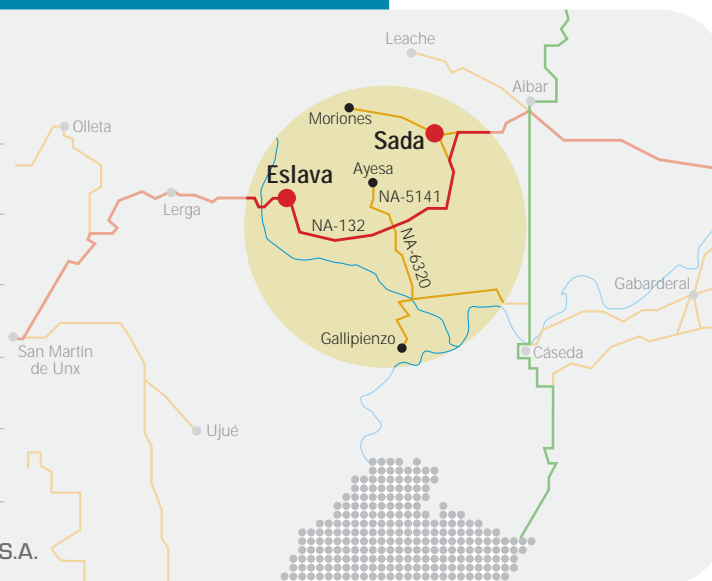 Leache
Aibar
Moriones
Olleta
Sada
Ayesa
Eslava
NA-5141
Lerga
NA-132
NA-6320
Gabarderal
Gallipienzo
San Martín
de Unx
Cáseda
Ujué
S.A.